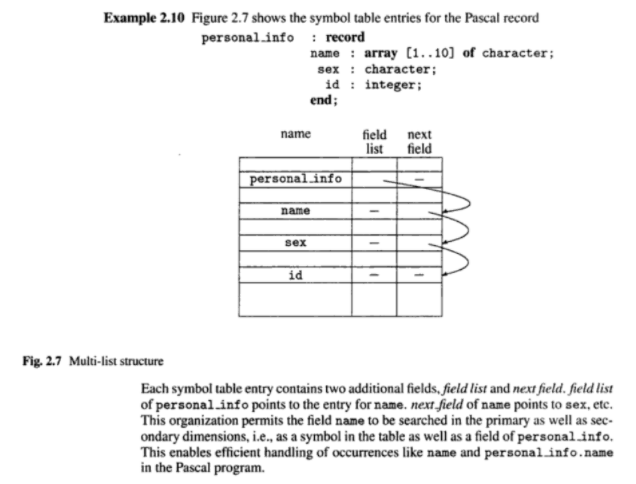 Example 2.10 Figure 2.7 shows the symbol table entries for the Pascal record
personal_info : record
name : array [1..10] of character;
sex : character;
id : integer;
end;
name field list next field
personal_info –
name –
sex –
id – –
Fig. 2.7 Multi-list structure
Each symbol table entry contains two additional fields, field list and next field. field list
of personal_info points to the entry for name. next_field of name points to sex, etc.
This organization permits the field name to be searched in the primary as well as sec-
ondary dimensions, i.e., as a symbol in the table as well as a field of personal_info.
This enables efficient handling of occurrences like name and personal_info.name
in the Pascal program.